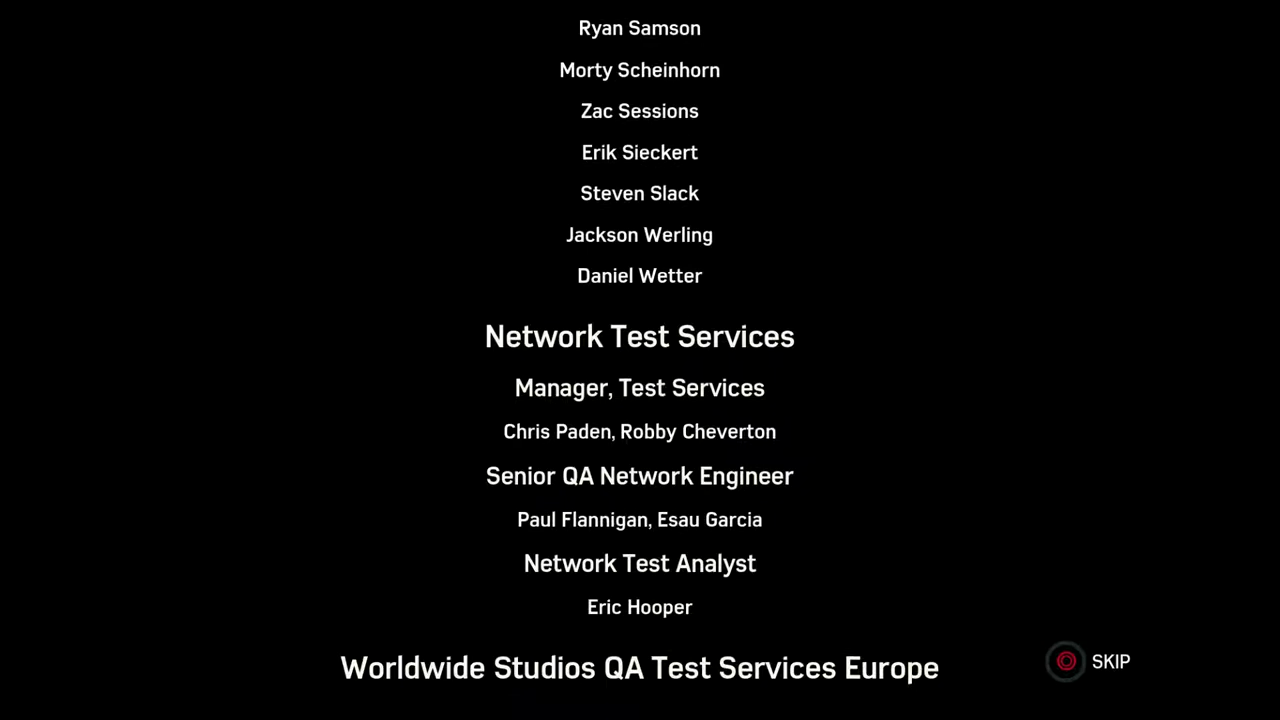 Ryan Samson
Morty Scheinhorn
Zac Sessions
Erik Sieckert
Steven Slack
Jackson Werling
Daniel Wetter
Network Test Services
Manager, Test Services
Chris Paden, Robby Cheverton
Senior QA Network Engineer
Paul Flannigan, Esau Garcia
Network Test Analyst
Eric Hooper
Worldwide Studios QA Test Services Europe
SKIP